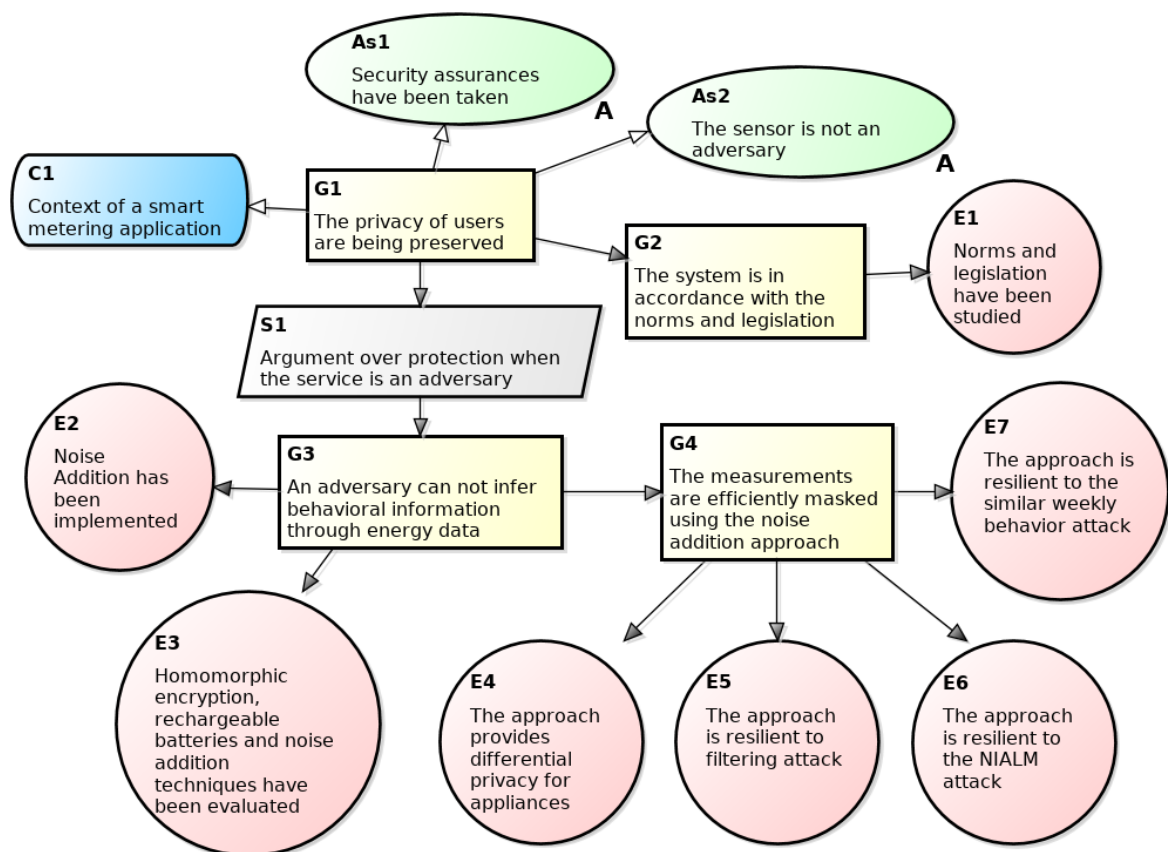 As1
Security assurances
have been taken
A
As2
The sensor is not an
adversary
A
C1
Context of a smart
metering application
G1
The privacy of users
are being preserved
G2
The system is in
accordance with the
norms and legislation
E1
Norms and
legislation
have been
studied
S1
Argument over protection when
the service is an adversary
E2
Noise
Addition has
been
implemented
G3
An adversary can not infer
behavioral information
through energy data
G4
The measurements
are efficiently masked
using the noise
addition approach
E7
The approach is
resilient to the
similar weekly
behavior attack
E3
Homomorphic
encryption,
rechargeable
batteries and noise
addition
techniques have
been evaluated
E4
The approach
provides
differential
privacy for
appliances
E5
The approach
is resilient to
filtering attack
E6
The approach
is resilient to
the NIALM
attack